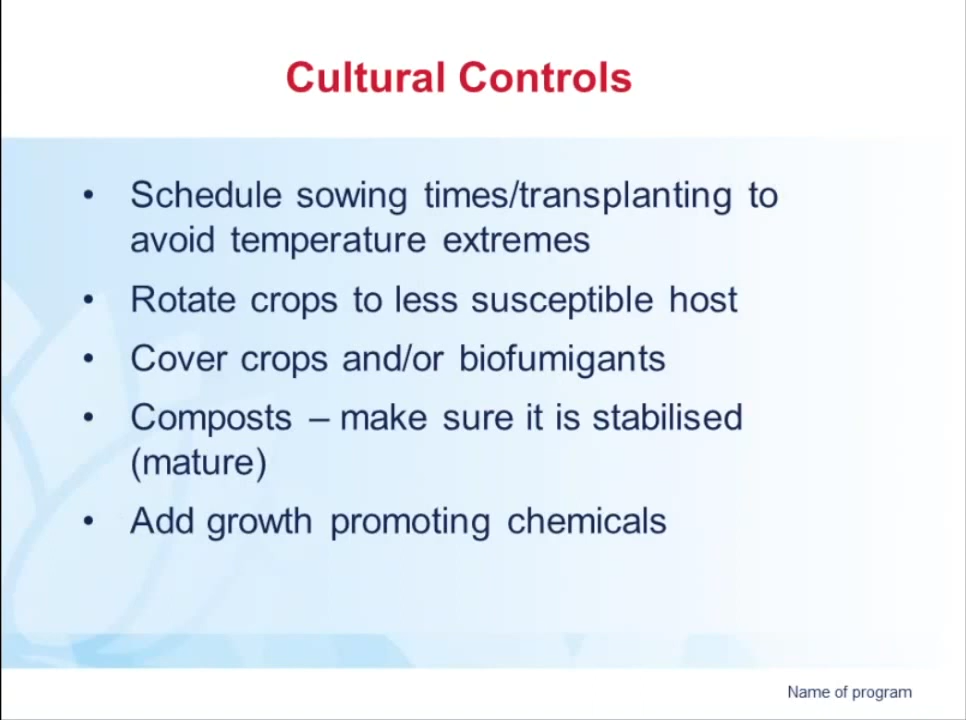 Cultural Controls
• Schedule sowing times/transplanting to
avoid temperature extremes
• Rotate crops to less susceptible host
• Cover crops and/or biofumigants
• Composts – make sure it is stabilised
(mature)
• Add growth promoting chemicals
Name of program